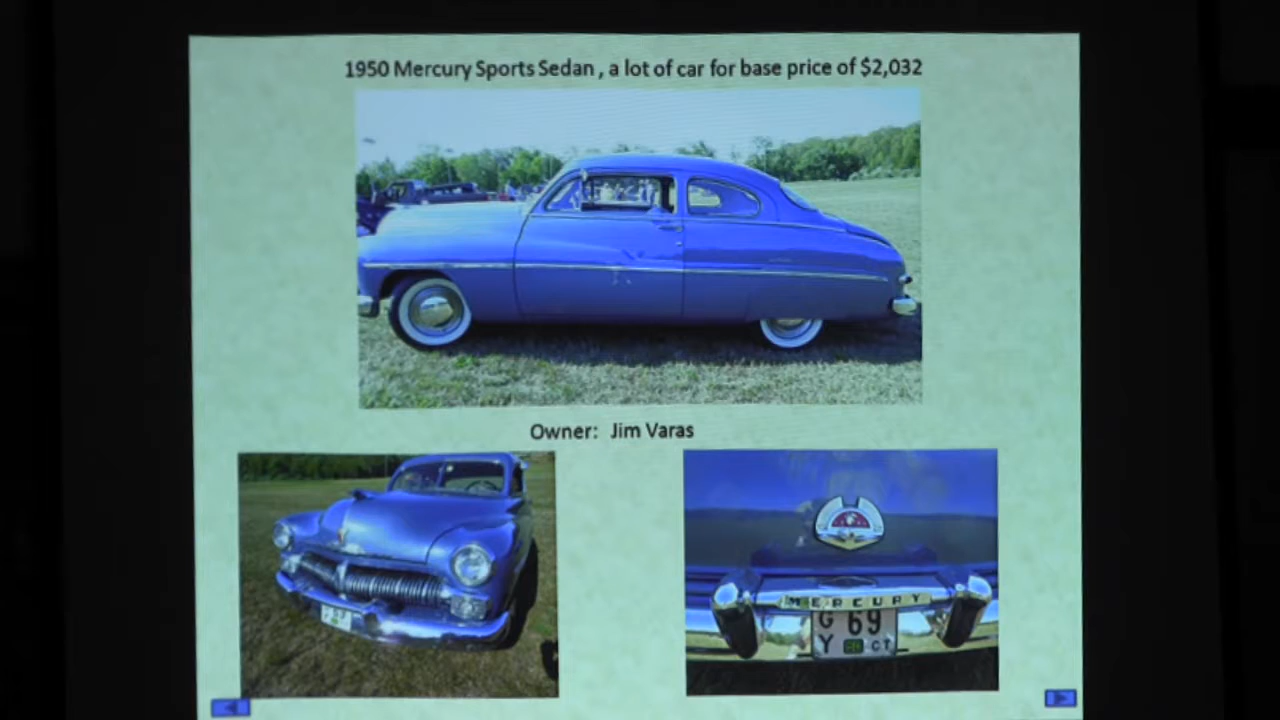 1950 Mercury Sports Sedan , a lot of car for base price of $2,032
Owner: Jim Varas
MERCURY
GY 69
CT